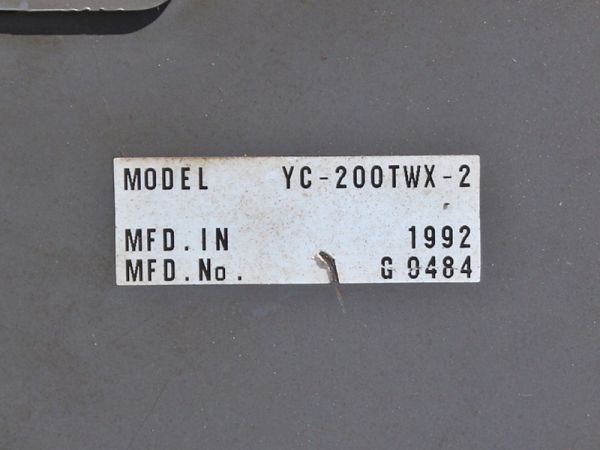 MODEL YC-200TWX-2
MFD.IN 1992
MFD.No. G 0484